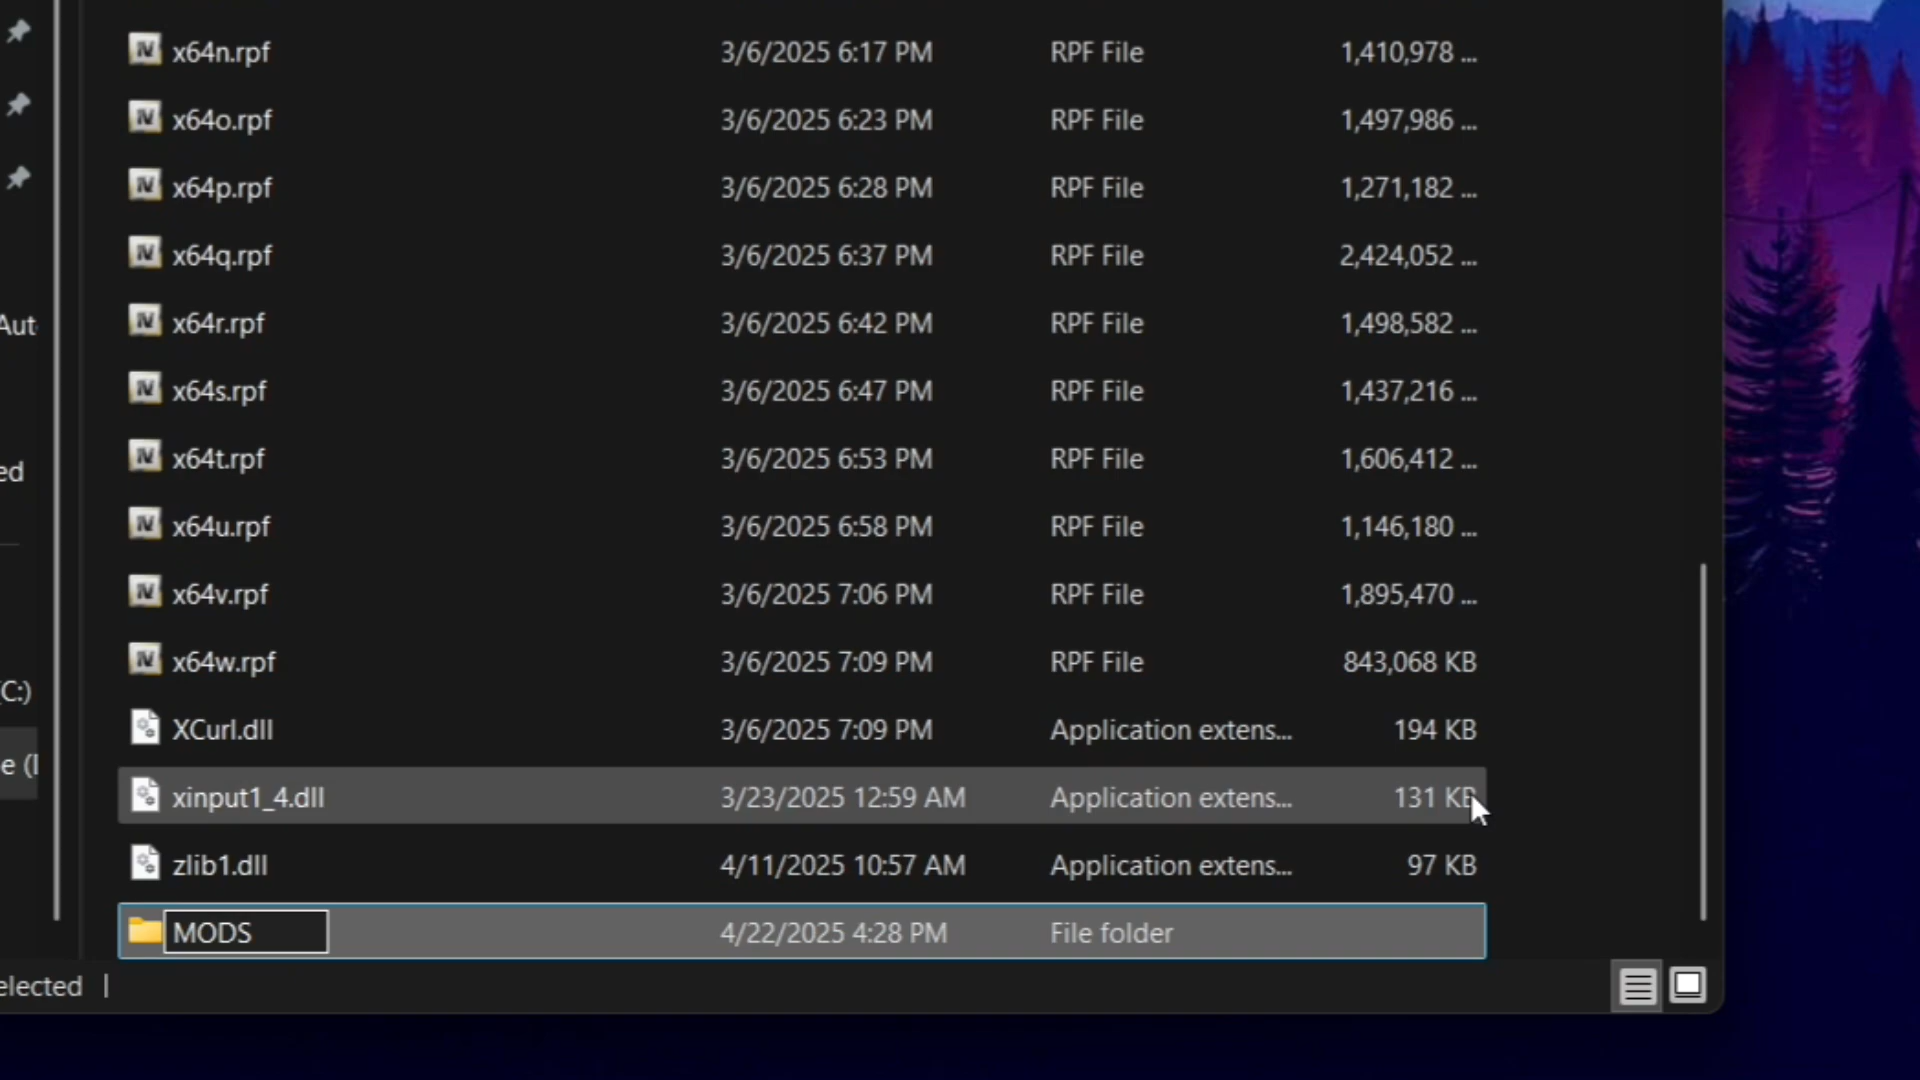 x64n.rpf 3/6/2025 6:17 PM RPF File 1,410,978 ...
x64o.rpf 3/6/2025 6:23 PM RPF File 1,497,986 ...
x64p.rpf 3/6/2025 6:28 PM RPF File 1,271,182 ...
x64q.rpf 3/6/2025 6:37 PM RPF File 2,424,052 ...
Aut x64r.rpf 3/6/2025 6:42 PM RPF File 1,498,582 ...
x64s.rpf 3/6/2025 6:47 PM RPF File 1,437,216 ...
ed x64t.rpf 3/6/2025 6:53 PM RPF File 1,606,412 ...
x64u.rpf 3/6/2025 6:58 PM RPF File 1,146,180 ...
x64v.rpf 3/6/2025 7:06 PM RPF File 1,895,470 ...
x64w.rpf 3/6/2025 7:09 PM RPF File 843,068 KB
(C:)
XCurl.dll 3/6/2025 7:09 PM Application extens... 194 KB
e (
xinput1_4.dll 3/23/2025 12:59 AM Application extens... 131 KB
zlib1.dll 4/11/2025 10:57 AM Application extens... 97 KB
MODS 4/22/2025 4:28 PM File folder
elected